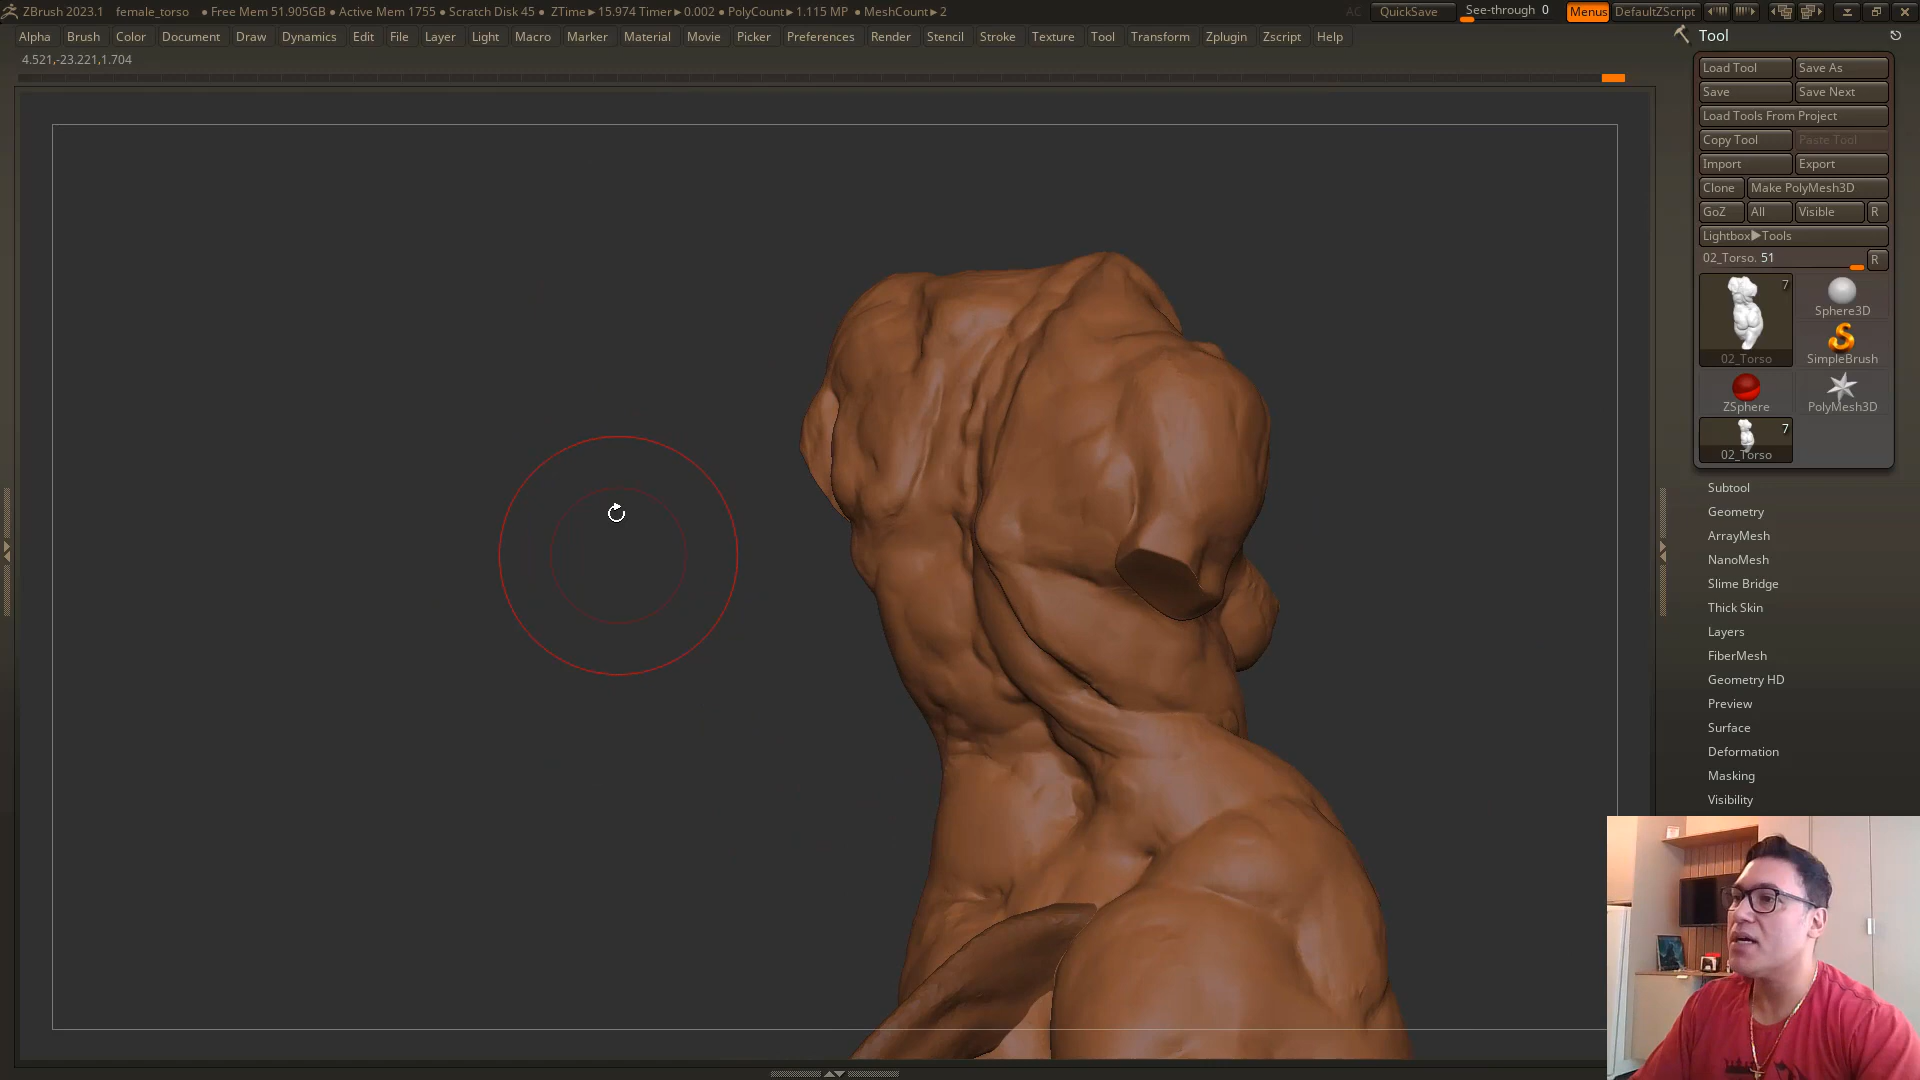 ZBrush 2023.1 female_torso ● Free Mem 51.905GB ● Active Mem 1755 ● Scratch Disk 45 ● ZTime►15.974 Timer►0.002 ● PolyCount►1.115 MP ● MeshCount►2 AC QuickSave See-through 0 Menus DefaultZScript
Alpha Brush Color Document Draw Dynamics Edit File Layer Light Macro Marker Material Movie Picker Preferences Render Stencil Stroke Texture Tool Transform Zplugin Zscript Help
4.521,-23.221,1.704
Tool
Load Tool Save As
Save Save Next
Load Tools From Project
Copy Tool Paste Tool
Import Export
Clone Make PolyMesh3D
GoZ All Visible R
Lightbox►Tools
02_Torso. 51 R
7
Sphere3D
02_Torso SimpleBrush
ZSphere PolyMesh3D
7
02_Torso
Subtool
Geometry
ArrayMesh
NanoMesh
Slime Bridge
Thick Skin
Layers
FiberMesh
Geometry HD
Preview
Surface
Deformation
Masking
Visibility